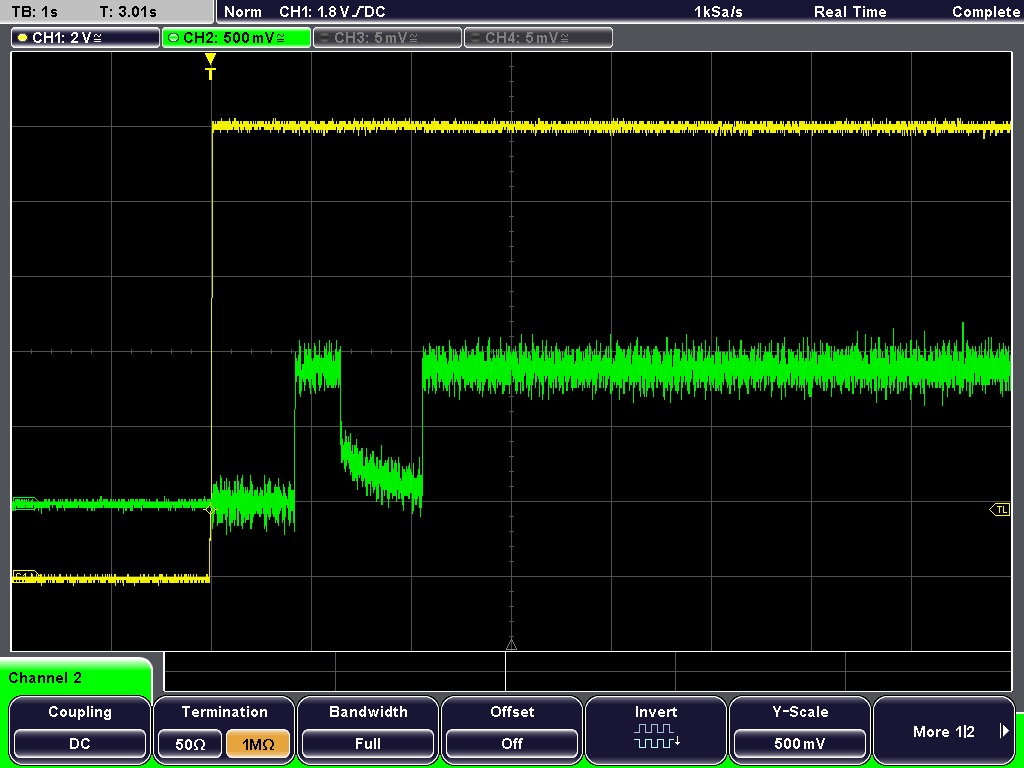 TB: 1s T: 3.01s Norm CH1: 1.8 V DC 1kSa/s Real Time Complete
CH1: 2 V CH2: 500 mV CH3: 5 mV CH4: 5 mV
T
TL
Channel 2
Coupling Termination Bandwidth Offset Invert Y-Scale More 1|2
DC 50Ω 1MΩ Full Off 500 mV